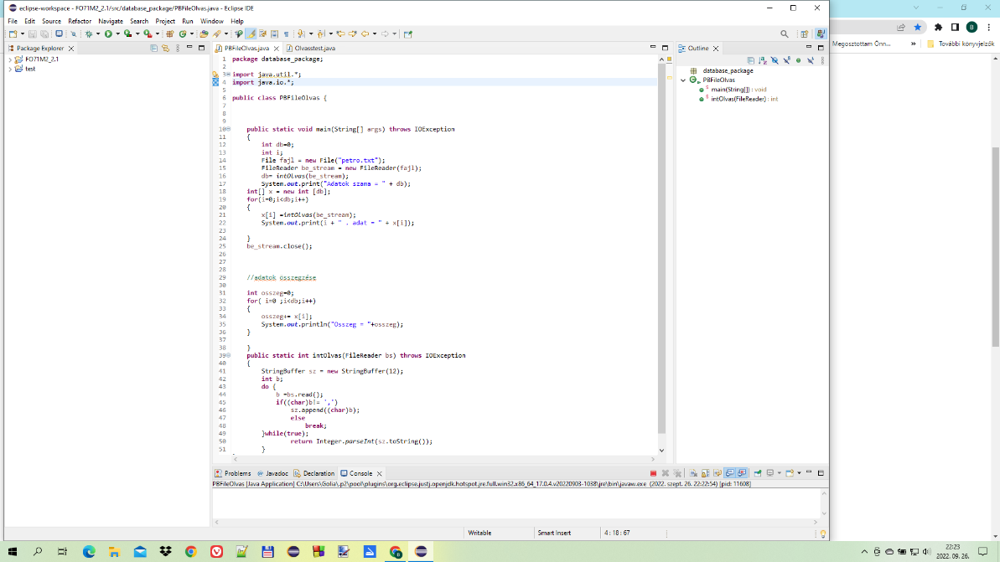 eclipse-workspace - FO71M2_2.1/src/database_package/PBFileOlvas.java - Eclipse IDE
File Edit Source Refactor Navigate Search Project Run Window Help
Megosztottam Önn...
»
További könyvjelzők
Package Explorer
FO71M2_2.1
test
PBFileOlvas.java
Olvasstest.java
1 package database_package;
2
3 import java.util.*;
4 import java.io.*;
5
6 public class PBFileOlvas {
7
8
9
10 public static void main(String[] args) throws IOException
11 {
12 int db=0;
13 int i;
14 File fajl = new File("petro.txt");
15 FileReader be_stream = new FileReader(fajl);
16 db= intOlvas(be_stream);
17 System.out.print("Adatok szama = " + db);
18 int[] x = new int [db];
19 for(i=0;i<db;i++)
20 {
21 x[i] =intOlvas(be_stream);
22 System.out.print(i + " . adat = " + x[i]);
23
24 }
25 be_stream.close();
26
27
28
29 //adatok összegzése
30
31 int osszeg=0;
32 for( i=0 ;i<db;i++)
33 {
34 osszeg+= x[i];
35 System.out.println("Osszeg = "+osszeg);
36 }
37
38 }
39 public static int intOlvas(FileReader bs) throws IOException
40 {
41 StringBuffer sz = new StringBuffer(12);
42 int b;
43 do {
44 b =bs.read();
45 if((char)b!= ',')
46 sz.append((char)b);
47 else
48 break;
49 }while(true);
50 return Integer.parseInt(sz.toString());
51 }
Outline
database_package
PBFileOlvas
main(String[]) : void
intOlvas(FileReader) : int
Problems Javadoc Declaration Console
PBFileOlvas [Java Application] C:\Users\Golia\.p2\pool\plugins\org.eclipse.justj.openjdk.hotspot.jre.full.win32.x86_64_17.0.4.v20220903-1038\jre\bin\javaw.exe (2022. szept. 26. 22:22:54) [pid: 11608]
Writable
Smart Insert
4 : 18 : 67
22:23
2022. 09. 26.